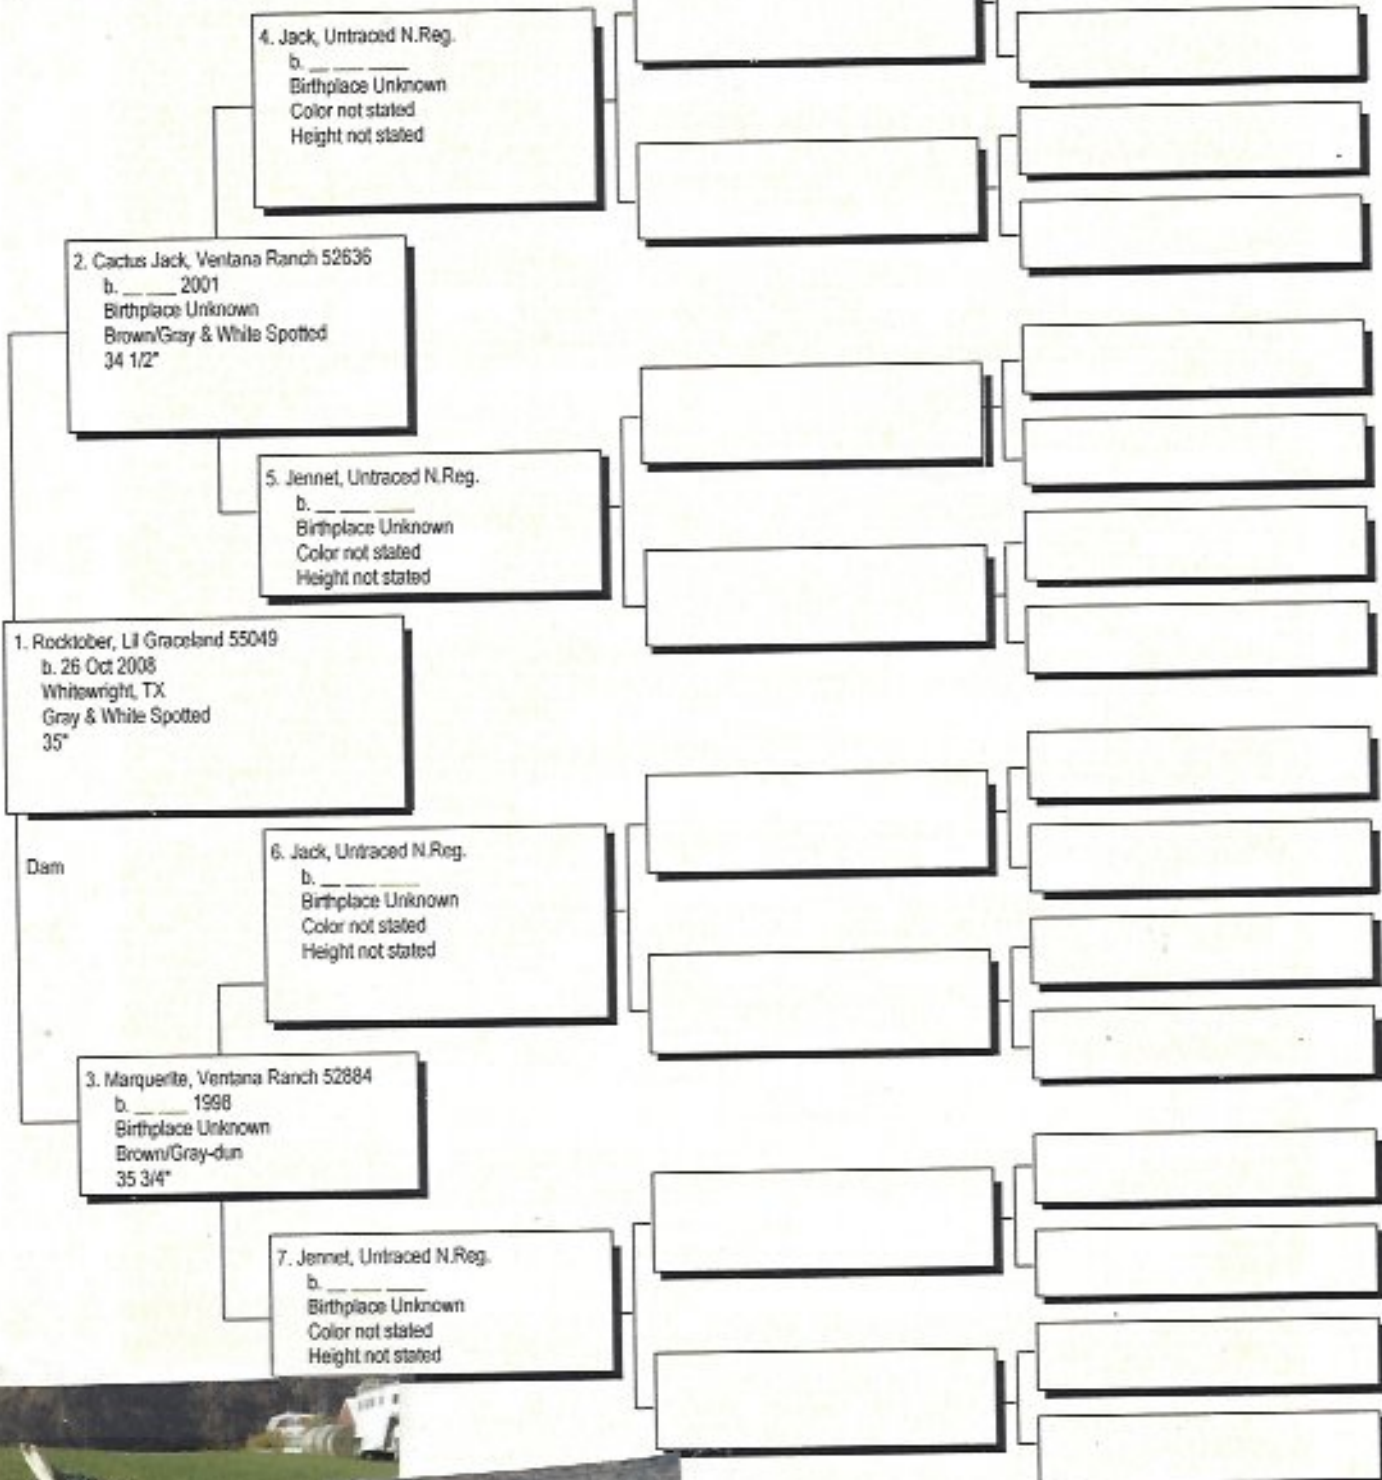 4. Jack, Untraced N.Reg.
b. __ ___ ____
Birthplace Unknown
Color not stated
Height not stated
2. Cactus Jack, Ventana Ranch 52636
b. __ ___ 2001
Birthplace Unknown
Brown/Gray & White Spotted
34 1/2"
5. Jennet, Untraced N.Reg.
b. __ ___ ____
Birthplace Unknown
Color not stated
Height not stated
1. Rocktober, Lil Graceland 55049
b. 26 Oct 2008
Whitewright, TX
Gray & White Spotted
35"
Dam
6. Jack, Untraced N.Reg.
b. __ ___ ____
Birthplace Unknown
Color not stated
Height not stated
3. Marquerite, Ventana Ranch 52884
b. __ ___ 1998
Birthplace Unknown
Brown/Gray-dun
35 3/4"
7. Jennet, Untraced N.Reg.
b. __ ___ ____
Birthplace Unknown
Color not stated
Height not stated